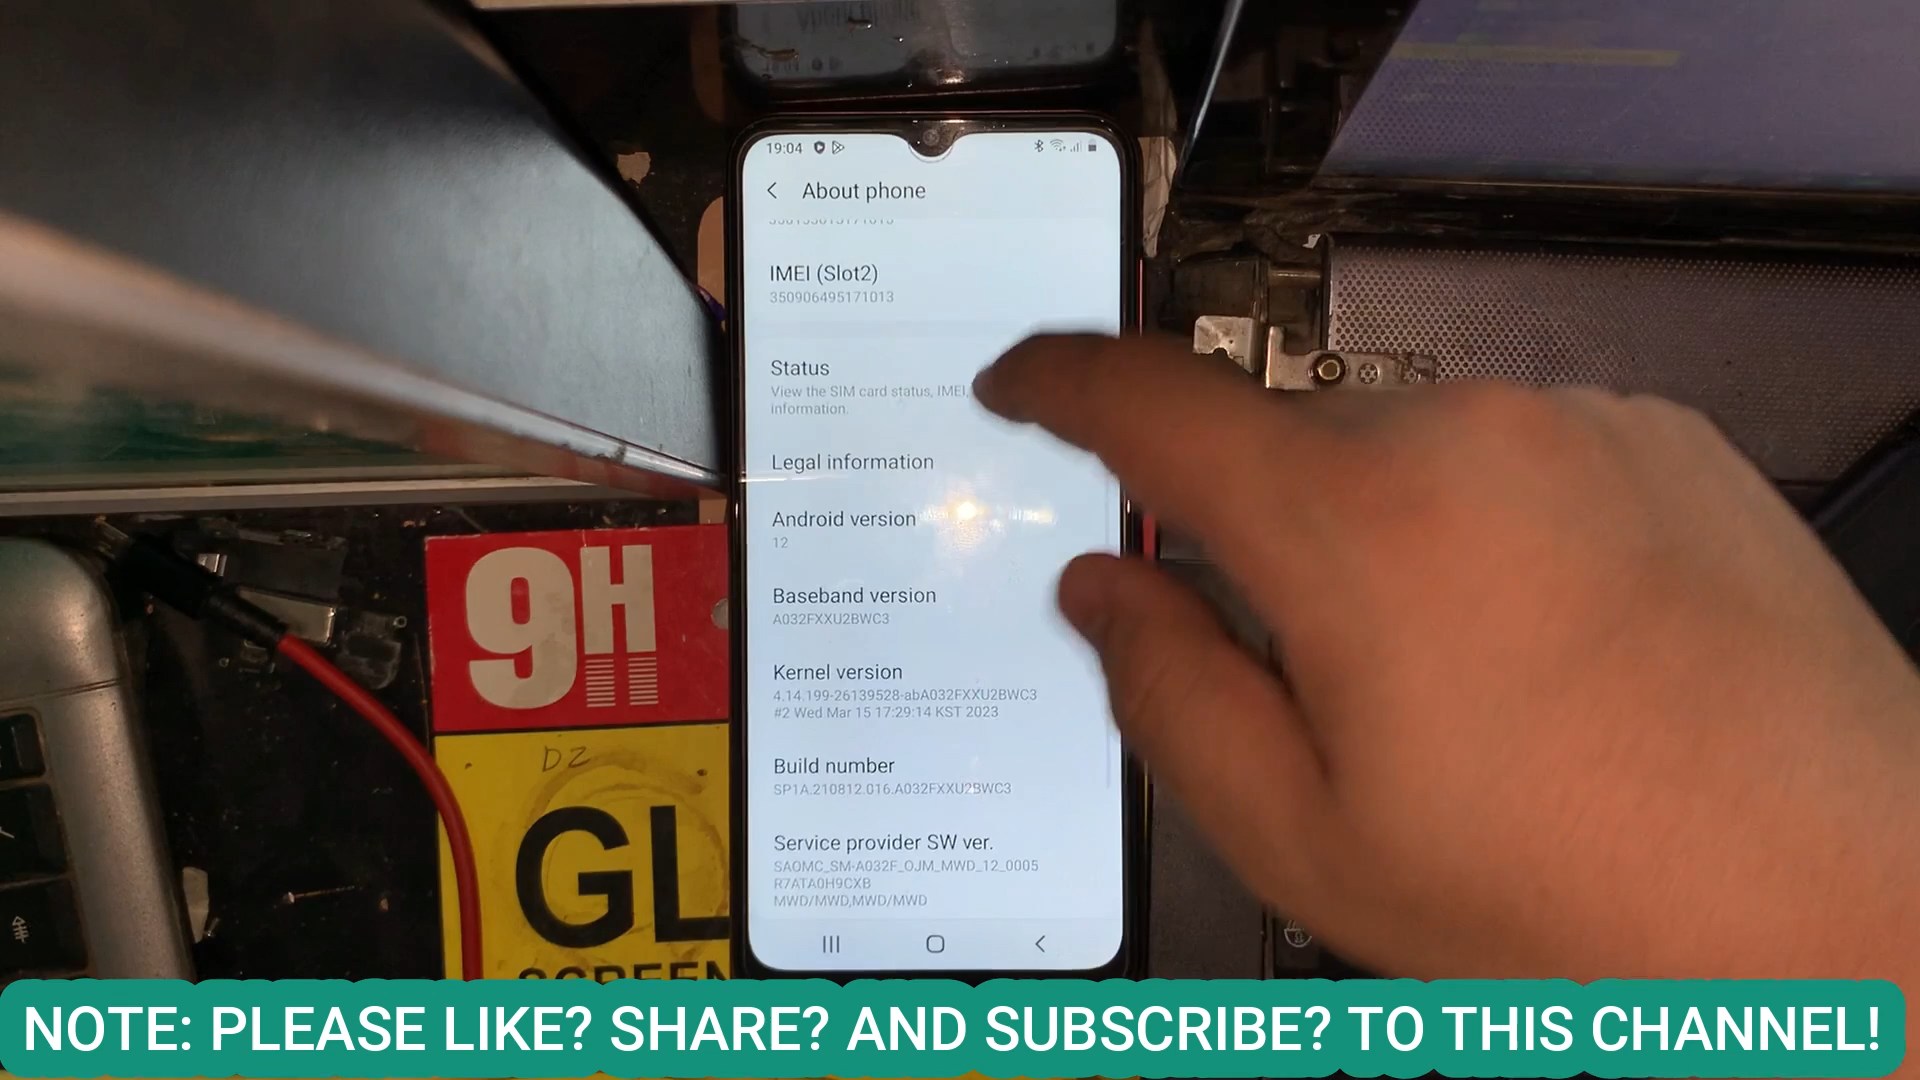 19:04
About phone
IMEI (Slot2)
350906495171013
Status
View the SIM card status, IMEI,
information.
Legal information
Android version
12
Baseband version
A032FXXU2BWC3
Kernel version
4.14.199-26139528-abA032FXXU2BWC3
#2 Wed Mar 15 17:29:14 KST 2023
Build number
SP1A.210812.016.A032FXXU2BWC3
Service provider SW ver.
SAOMC_SM-A032F_OJM_MWD_12_0005
R7ATA0H9CXB
MWD/MWD,MWD/MWD
9H
DZ
GL
SCREEN
NOTE: PLEASE LIKE? SHARE? AND SUBSCRIBE? TO THIS CHANNEL!